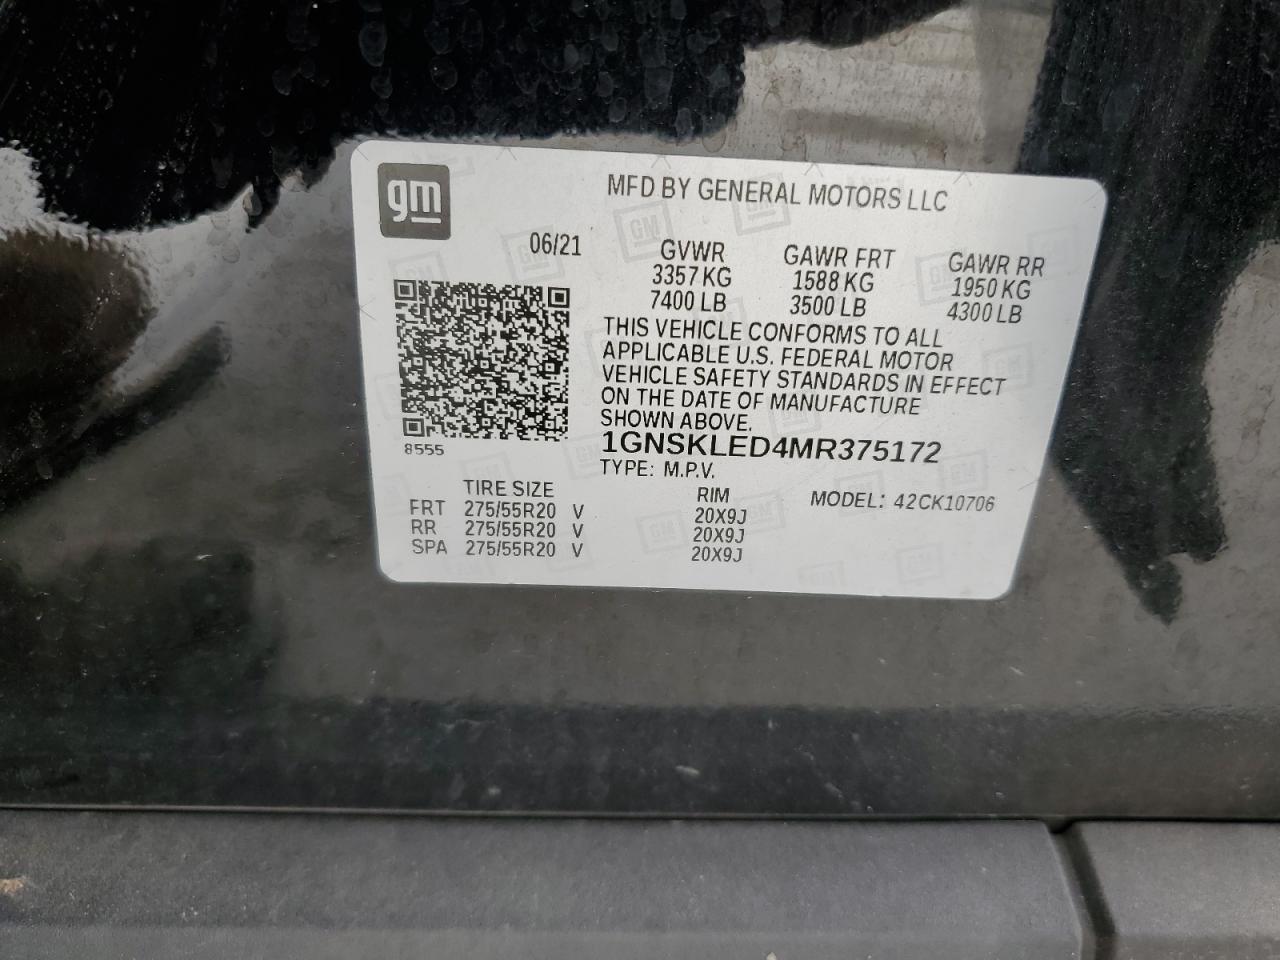 gm
MFD BY GENERAL MOTORS LLC
06/21
GVWR GAWR FRT GAWR RR
3357 KG 1588 KG 1950 KG
7400 LB 3500 LB 4300 LB
THIS VEHICLE CONFORMS TO ALL
APPLICABLE U.S. FEDERAL MOTOR
VEHICLE SAFETY STANDARDS IN EFFECT
ON THE DATE OF MANUFACTURE
SHOWN ABOVE.
8555
1GNSKLED4MR375172
TYPE: M.P.V.
TIRE SIZE RIM MODEL: 42CK10706
FRT 275/55R20 V 20X9J
RR 275/55R20 V 20X9J
SPA 275/55R20 V 20X9J